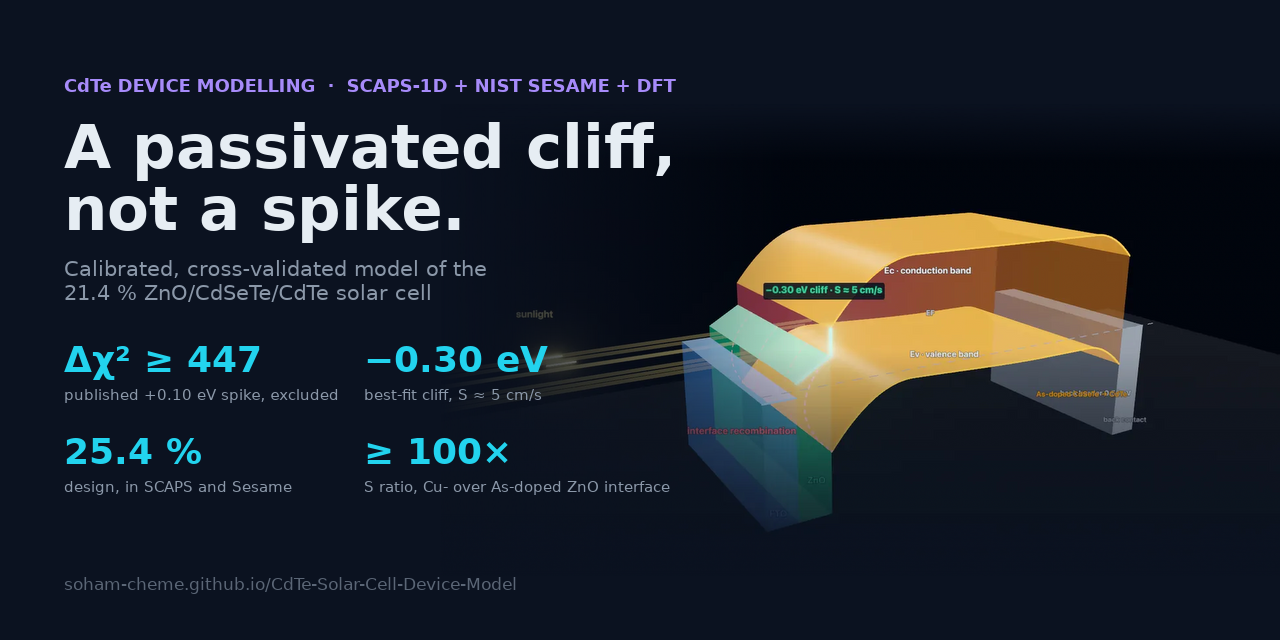 CdTe DEVICE MODELLING · SCAPS-1D + NIST SESAME + DFT
A passivated cliff,
not a spike.
Calibrated, cross-validated model of the
21.4 % ZnO/CdSeTe/CdTe solar cell
Δχ² ≥ 447
published +0.10 eV spike, excluded
−0.30 eV
best-fit cliff, S ≈ 5 cm/s
25.4 %
design, in SCAPS and Sesame
≥ 100×
S ratio, Cu- over As-doped ZnO interface
soham-cheme.github.io/CdTe-Solar-Cell-Device-Model
sunlight
Ec · conduction band
−0.30 eV cliff · S ≈ 5 cm/s
EF
Ev · valence band
interface recombination
ZnO
back contact